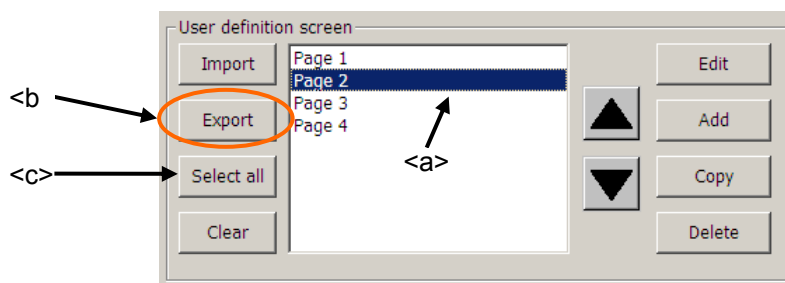 User definition screen
Import
Page 1
Page 2
Page 3
Page 4
Edit
<b
Export
Add
<a>
<c>
Select all
Copy
Clear
Delete